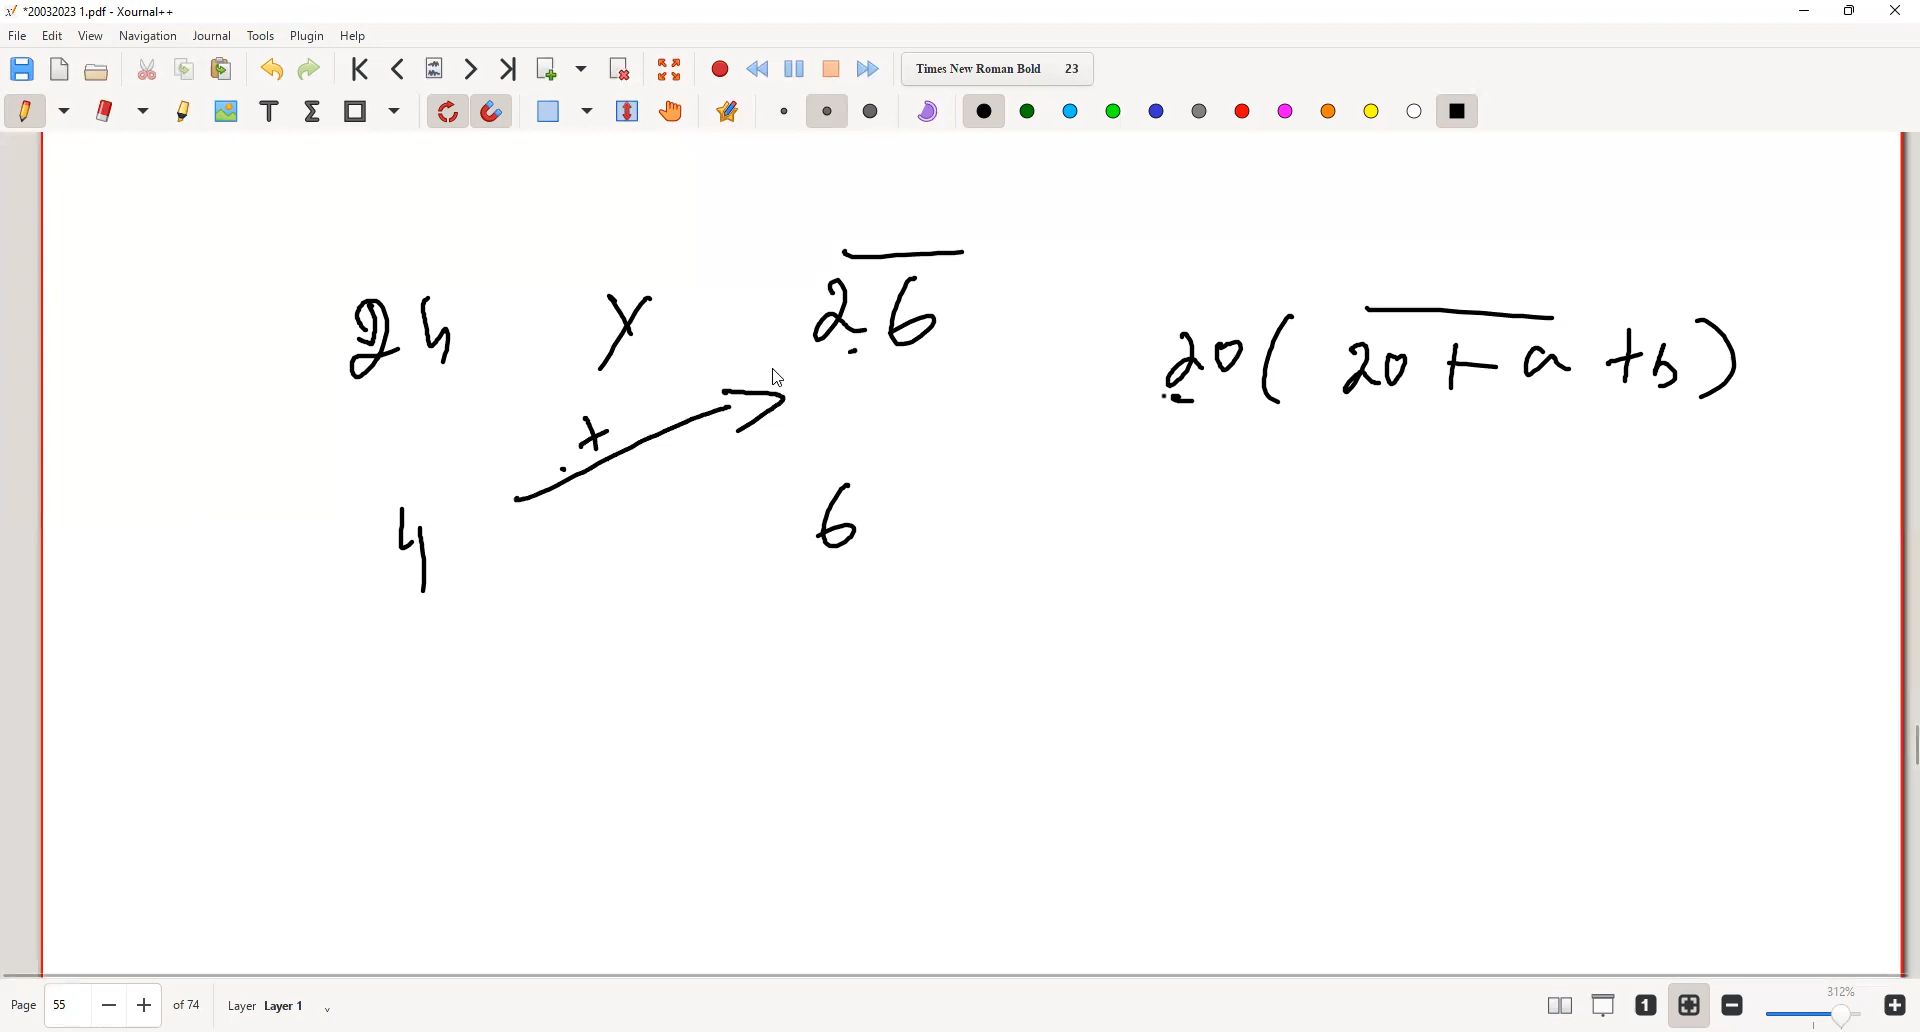 *20032023 1.pdf - Xournal++
File Edit View Navigation Journal Tools Plugin Help
Times New Roman Bold 23
24 X 26
20(20 + a + b)
+
4 6
Page 55 of 74 Layer Layer 1 312%
1